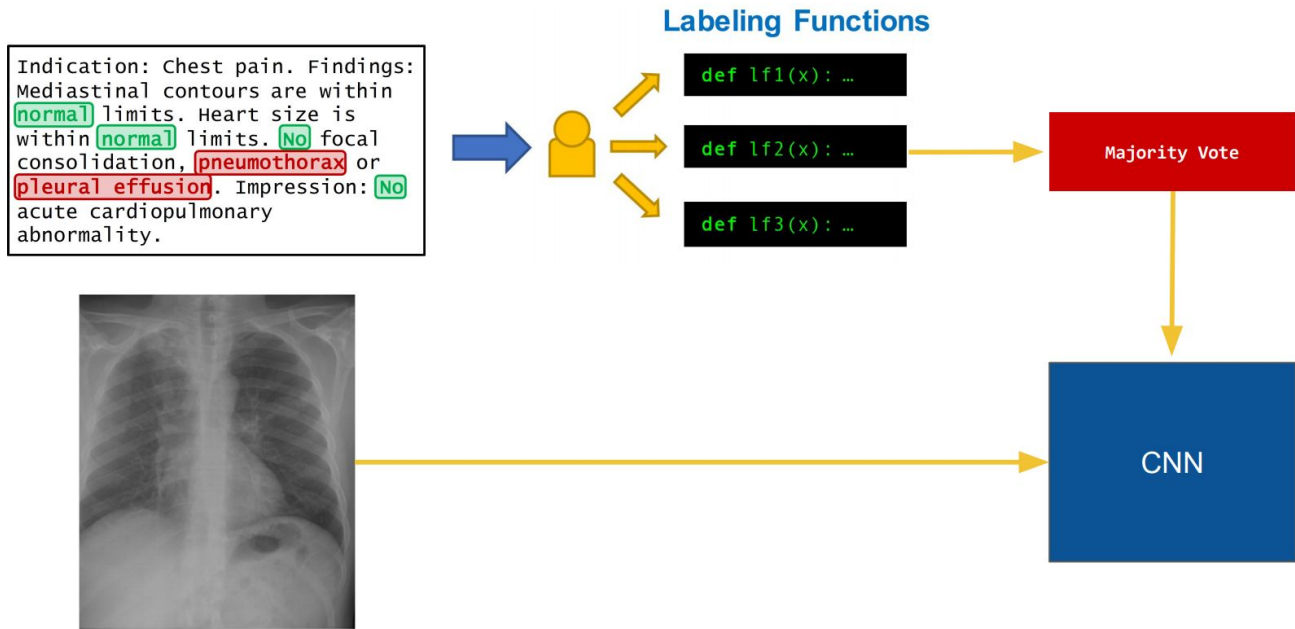 Labeling Functions
Indication: Chest pain. Findings:
Mediastinal contours are within
normal limits. Heart size is
within normal limits. No focal
consolidation, pneumothorax or
pleural effusion. Impression: No
acute cardiopulmonary
abnormality.
def lf1(x): …
def lf2(x): …
def lf3(x): …
Majority Vote
CNN